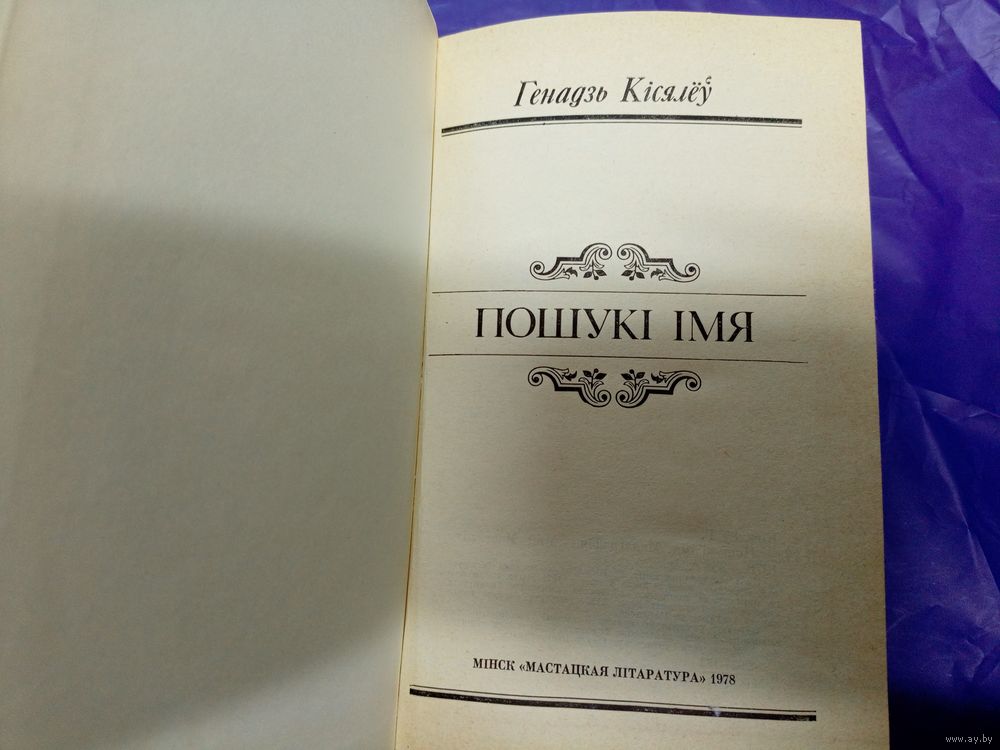 Генадзь Кісялёў
ПОШУКІ ІМЯ
МІНСК «МАСТАЦКАЯ ЛІТАРАТУРА» 1978
www.ay.by